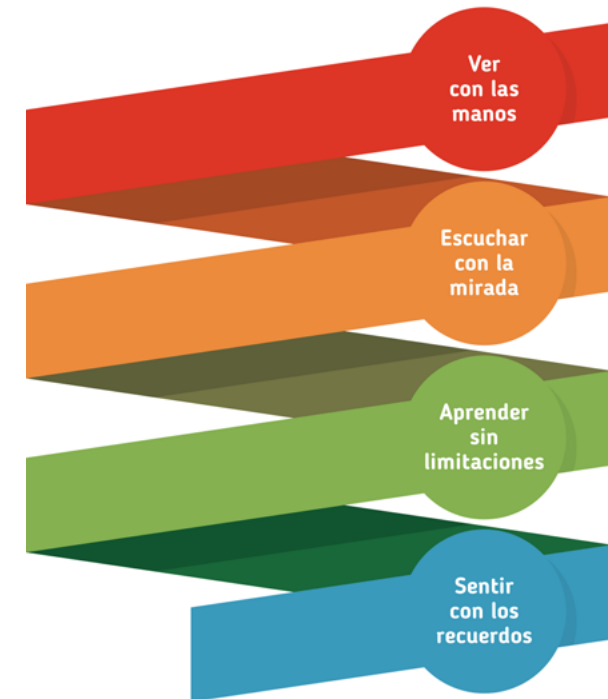 Ver
con las
manos
Escuchar
con la
mirada
Aprender
sin
limitaciones
Sentir
con los
recuerdos